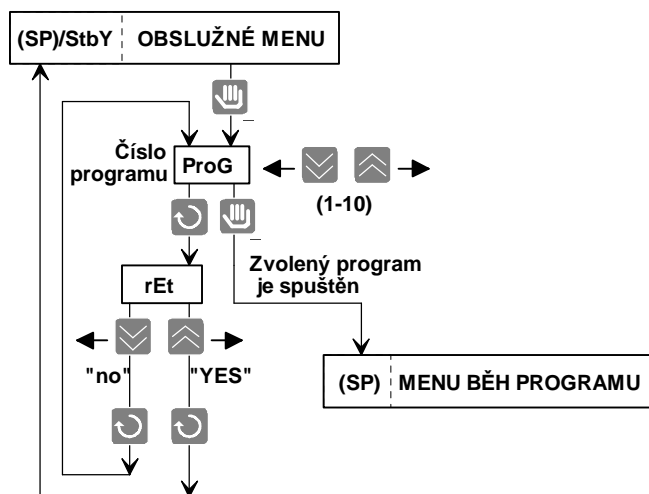 (SP)/StbY OBSLUŽNÉ MENU
Číslo
programu
ProG
(1-10)
rEt
Zvolený program
je spuštěn
"no"
"YES"
(SP) MENU BĚH PROGRAMU